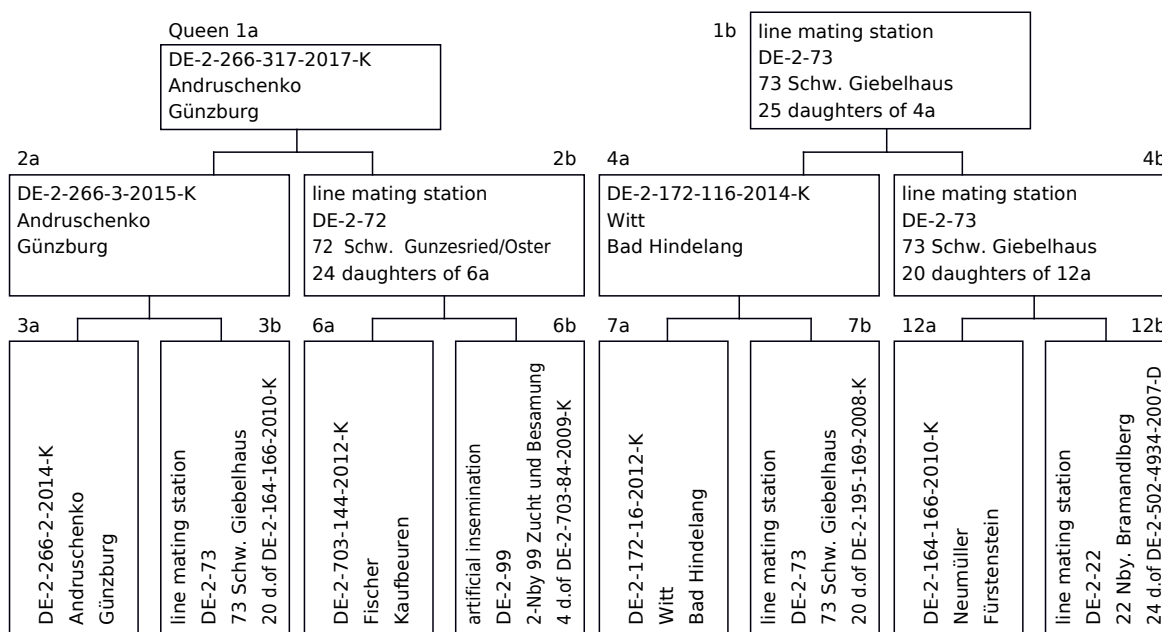 Queen 1a
DE-2-266-317-2017-K
Andruschenko
Günzburg
1b
line mating station
DE-2-73
73 Schw. Giebelhaus
25 daughters of 4a
2a
DE-2-266-3-2015-K
Andruschenko
Günzburg
2b
line mating station
DE-2-72
72 Schw. Gunzesried/Oster
24 daughters of 6a
4a
DE-2-172-116-2014-K
Witt
Bad Hindelang
4b
line mating station
DE-2-73
73 Schw. Giebelhaus
20 daughters of 12a
3a
DE-2-266-2-2014-K
Andruschenko
Günzburg
3b
line mating station
DE-2-73
73 Schw. Giebelhaus
20 d.of DE-2-164-166-2010-K
6a
DE-2-703-144-2012-K
Fischer
Kaufbeuren
6b
artificial insemination
DE-2-99
2-Nby 99 Zucht und Besamung
4 d.of DE-2-703-84-2009-K
7a
DE-2-172-16-2012-K
Witt
Bad Hindelang
7b
line mating station
DE-2-73
73 Schw. Giebelhaus
20 d.of DE-2-195-169-2008-K
12a
DE-2-164-166-2010-K
Neumüller
Fürstenstein
12b
line mating station
DE-2-22
22 Nby. Bramandlberg
24 d.of DE-2-502-4934-2007-D